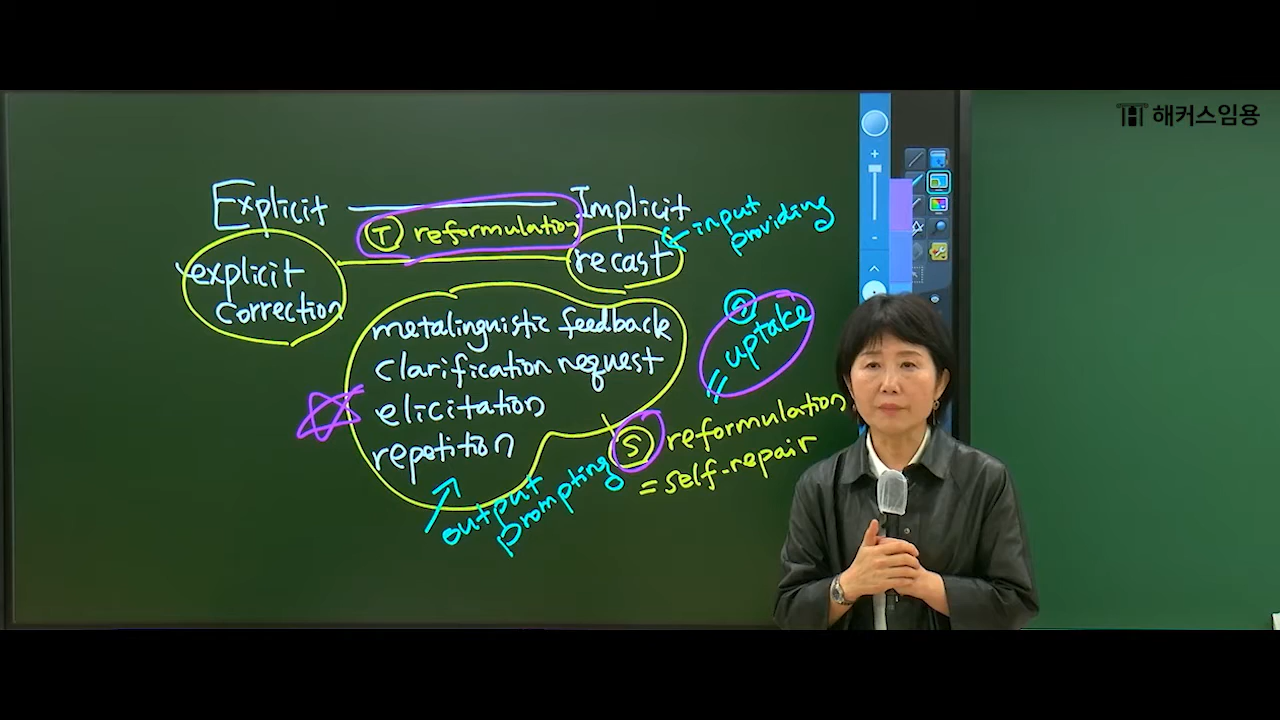 해커스임용
Explicit
Implicit
T reformulation
input
providing
explicit
correction
recast
metalinguistic feedback
clarification request
elicitation
repetition
= uptake
S reformulation
= self-repair
output
prompting